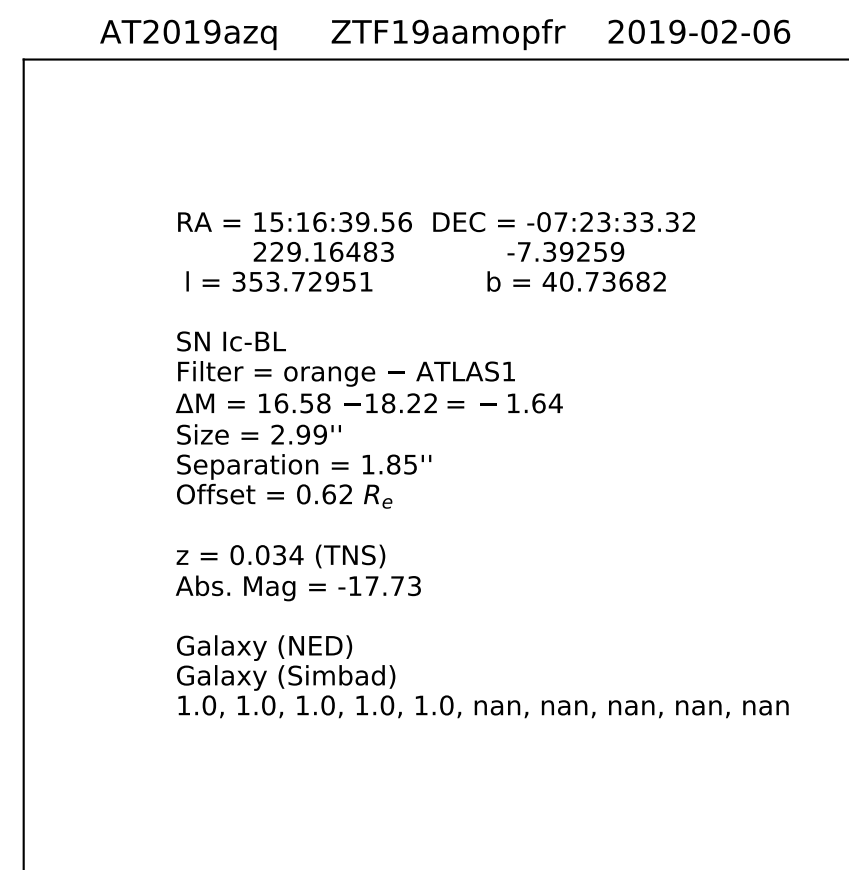 AT2019azq ZTF19aamopfr 2019-02-06
RA = 15:16:39.56 DEC = -07:23:33.32
229.16483 -7.39259
l = 353.72951 b = 40.73682
SN Ic-BL
Filter = orange − ATLAS1
ΔM = 16.58 −18.22 = − 1.64
Size = 2.99''
Separation = 1.85''
Offset = 0.62 Re
z = 0.034 (TNS)
Abs. Mag = -17.73
Galaxy (NED)
Galaxy (Simbad)
1.0, 1.0, 1.0, 1.0, 1.0, nan, nan, nan, nan, nan